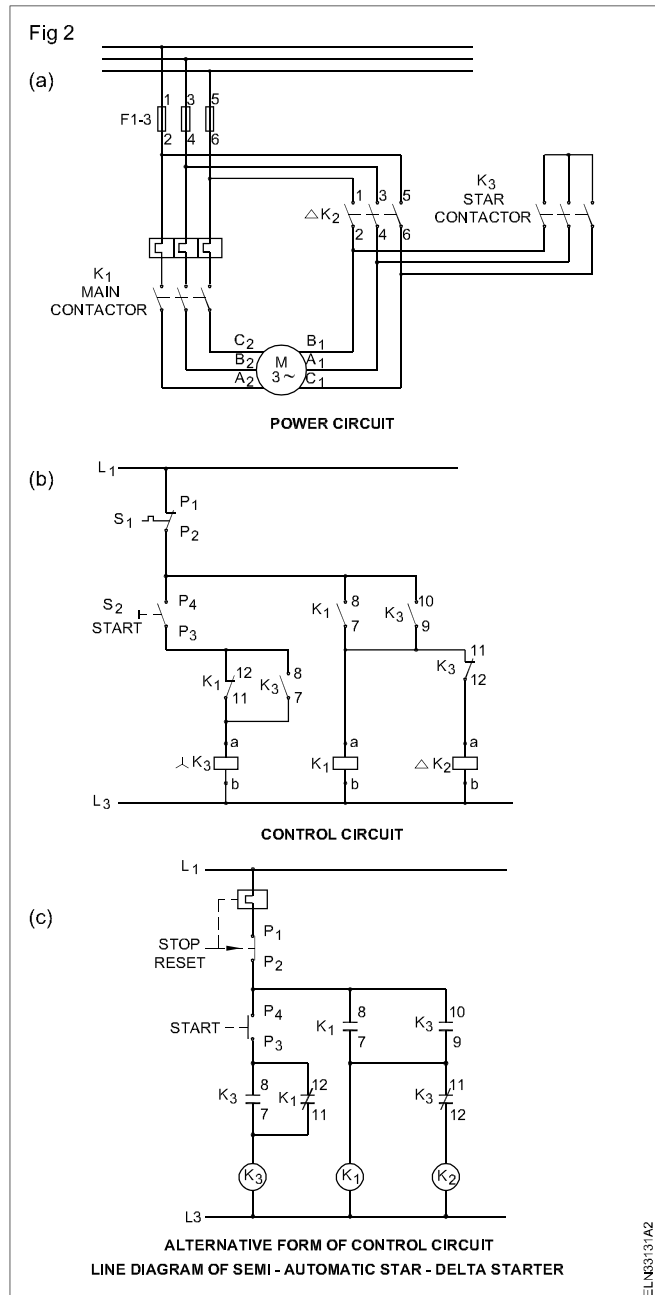 Fig 2
(a)
1 3 5
F1-3
2 4 6
K3
STAR
CONTACTOR
1 3 5
△ K2
2 4 6
K1
MAIN
CONTACTOR
C2 B1
B2 M A1
A2 3~ C1
POWER CIRCUIT
(b)
L1
P1
S1
P2
S2 P4 K1 8 K3 10
START P3 7 9
K1 12 K3 8 K3 11
11 7 12
a a a
K3 K1 △ K2
b b b
L3
CONTROL CIRCUIT
L1
(c)
STOP P1
RESET P2
START P4 K1 8 K3 10
P3 7 9
K3 8 K1 12 K3 11
7 11 12
K3 K1 K2
L3
ALTERNATIVE FORM OF CONTROL CIRCUIT
LINE DIAGRAM OF SEMI - AUTOMATIC STAR - DELTA STARTER
ELN33131A2